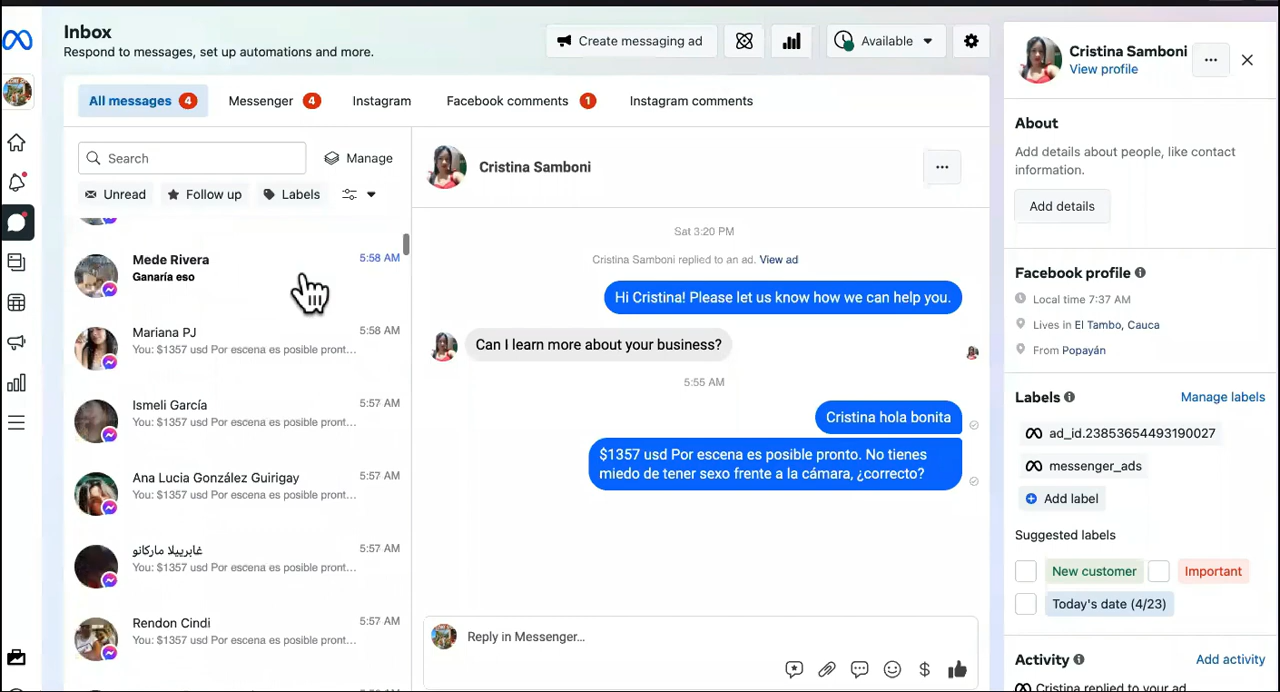 Inbox
Respond to messages, set up automations and more.
Create messaging ad
Available
All messages 4
Messenger 4
Instagram
Facebook comments 1
Instagram comments
Search
Manage
Unread
Follow up
Labels
Mede Rivera
5:58 AM
Ganaría eso
Mariana PJ
5:58 AM
You: $1357 usd Por escena es posible pront...
Ismeli García
5:57 AM
You: $1357 usd Por escena es posible pront...
Ana Lucia González Guirigay
5:57 AM
You: $1357 usd Por escena es posible pront...
غابرييلا ماركانو
5:57 AM
You: $1357 usd Por escena es posible pront...
Rendon Cindi
5:57 AM
You: $1357 usd Por escena es posible pront...
Cristina Samboni
Sat 3:20 PM
Cristina Samboni replied to an ad. View ad
Hi Cristina! Please let us know how we can help you.
Can I learn more about your business?
5:55 AM
Cristina hola bonita
$1357 usd Por escena es posible pronto. No tienes
miedo de tener sexo frente a la cámara, ¿correcto?
Reply in Messenger...
Cristina Samboni
View profile
About
Add details about people, like contact
information.
Add details
Facebook profile
Local time 7:37 AM
Lives in El Tambo, Cauca
From Popayán
Labels
Manage labels
ad_id.23853654493190027
messenger_ads
Add label
Suggested labels
New customer
Important
Today's date (4/23)
Activity
Add activity
Cristina replied to your ad